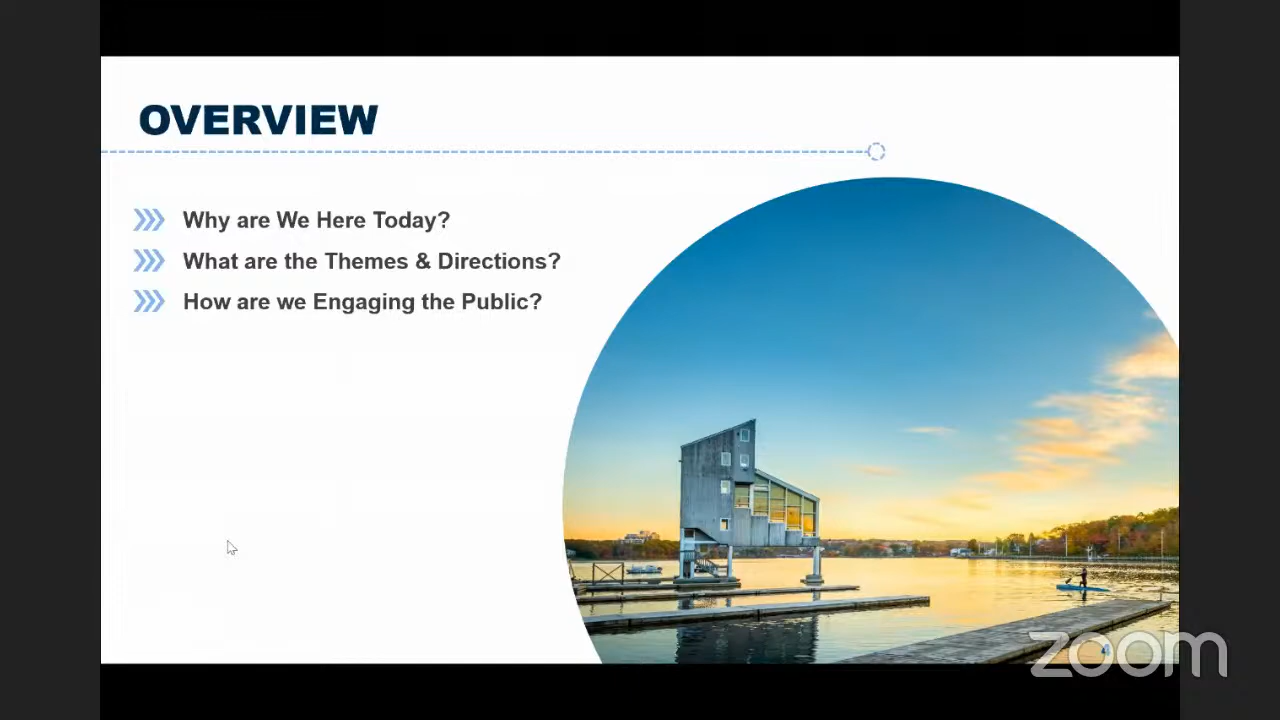 OVERVIEW
Why are We Here Today?
What are the Themes & Directions?
How are we Engaging the Public?
zoom